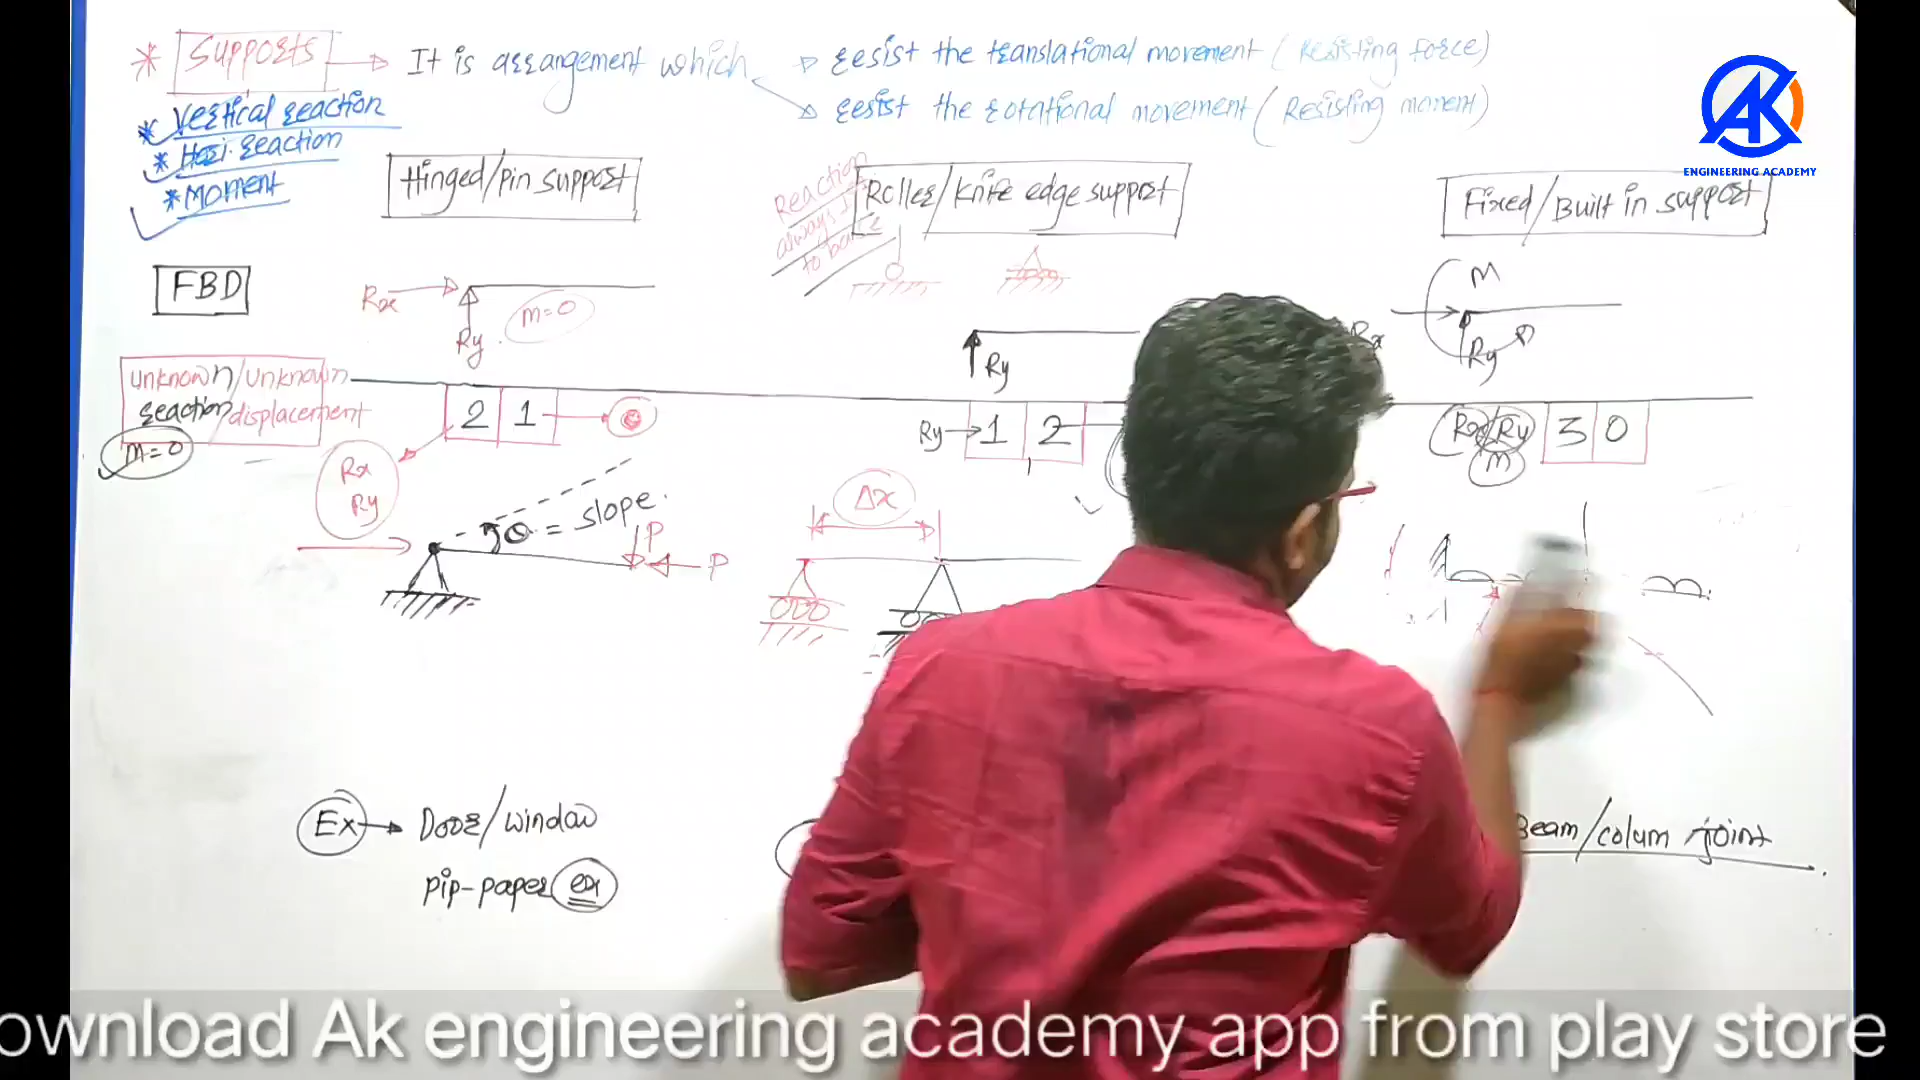 * Supports → It is arrangement which
resist the translational movement (Resisting force)
resist the rotational movement (Resisting moment)
* Vertical reaction
* Hori. reaction
* Moment
Hinged/pin support
Reaction
always ⊥
to base
Roller/Knife edge support
Fixed/Built in support
AK
ENGINEERING ACADEMY
FBD
Rx
M=0
Ry
Ry
M
Rx
Ry
unknown/unknown
reaction/displacement
M=0
2 1 → θ
Ry → 1 2
Rx Ry 3 0
M
Rx
Ry
θ = slope
P
P
Δx
Ex → Door/window
pip-paper
Beam/colum joint
ownload Ak engineering academy app from play store